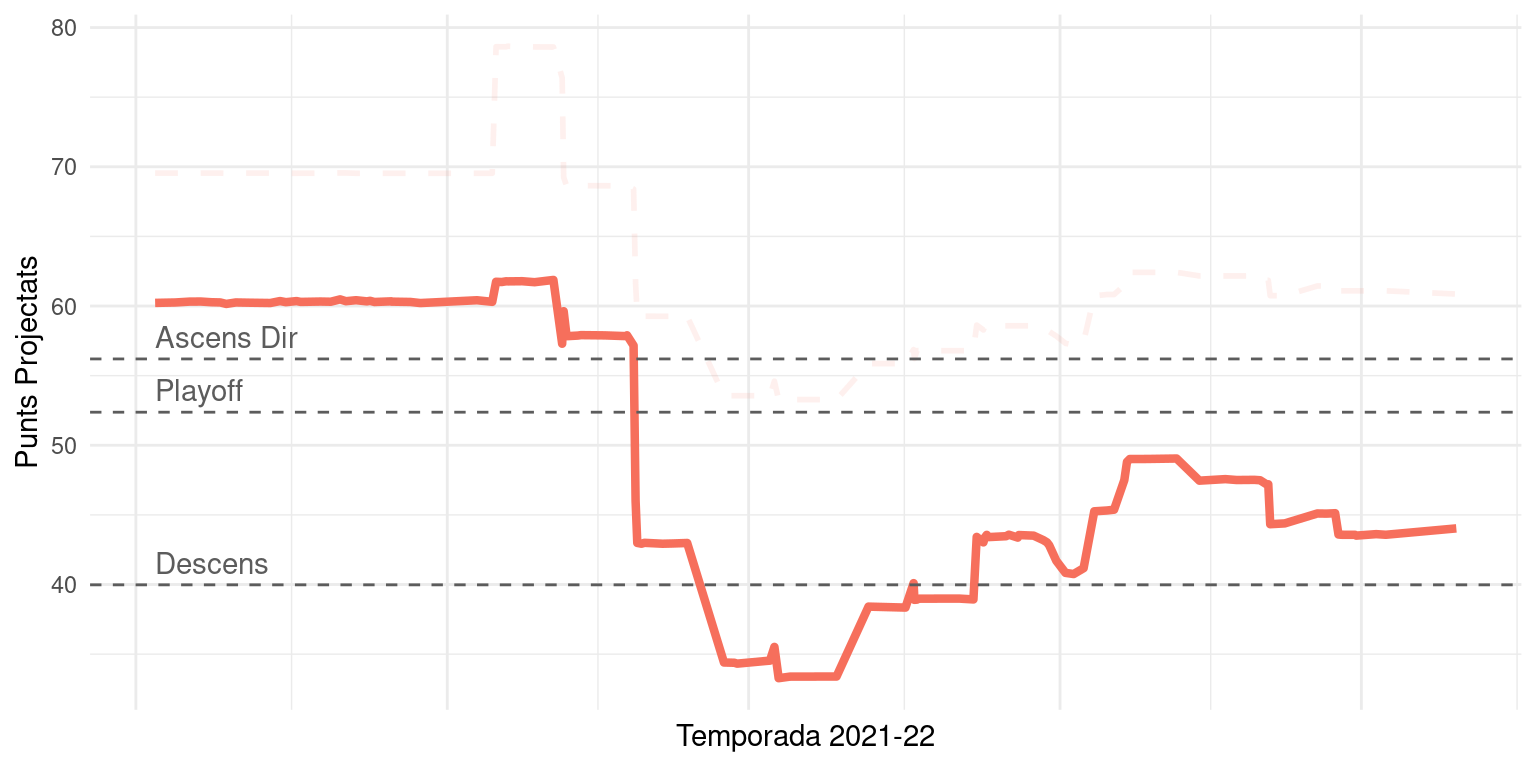 80
70
60
50
40
Punts Projectats
Ascens Dir
Playoff
Descens
Temporada 2021-22